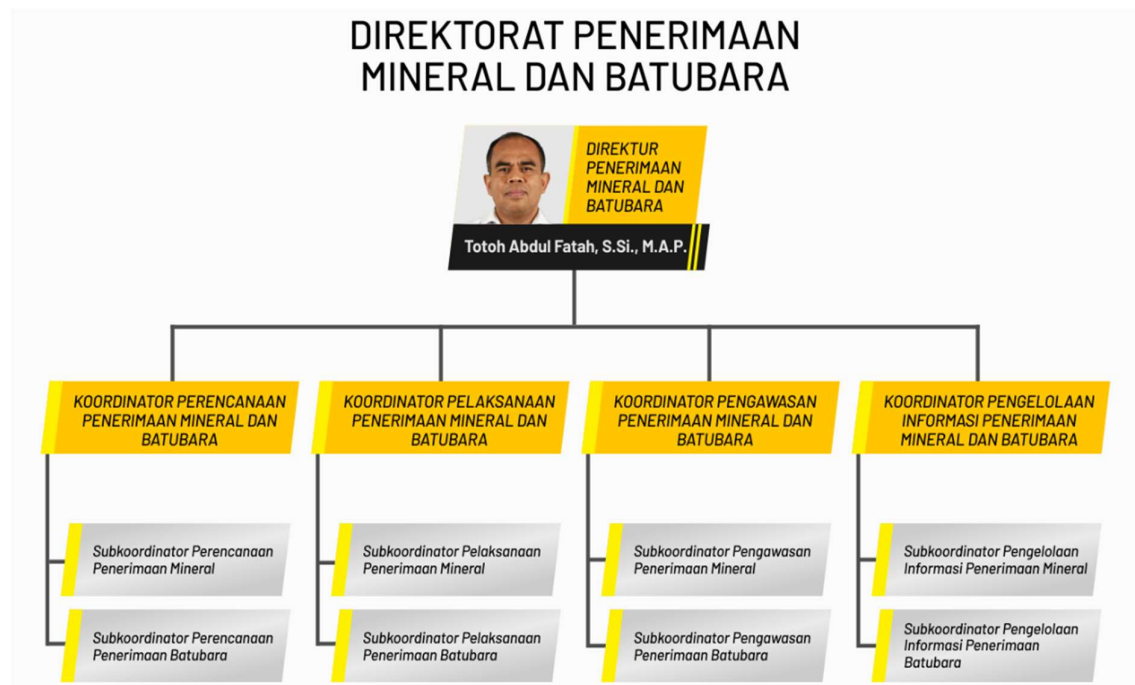 DIREKTORAT PENERIMAAN
MINERAL DAN BATUBARA
DIREKTUR
PENERIMAAN
MINERAL DAN
BATUBARA
Totoh Abdul Fatah, S.Si., M.A.P.
KOORDINATOR PERENCANAAN
PENERIMAAN MINERAL DAN
BATUBARA
KOORDINATOR PELAKSANAAN
PENERIMAAN MINERAL DAN
BATUBARA
KOORDINATOR PENGAWASAN
PENERIMAAN MINERAL DAN
BATUBARA
KOORDINATOR PENGELOLAAN
INFORMASI PENERIMAAN
MINERAL DAN BATUBARA
Subkoordinator Perencanaan
Penerimaan Mineral
Subkoordinator Pelaksanaan
Penerimaan Mineral
Subkoordinator Pengawasan
Penerimaan Mineral
Subkoordinator Pengelolaan
Informasi Penerimaan Mineral
Subkoordinator Perencanaan
Penerimaan Batubara
Subkoordinator Pelaksanaan
Penerimaan Batubara
Subkoordinator Pengawasan
Penerimaan Batubara
Subkoordinator Pengelolaan
Informasi Penerimaan
Batubara